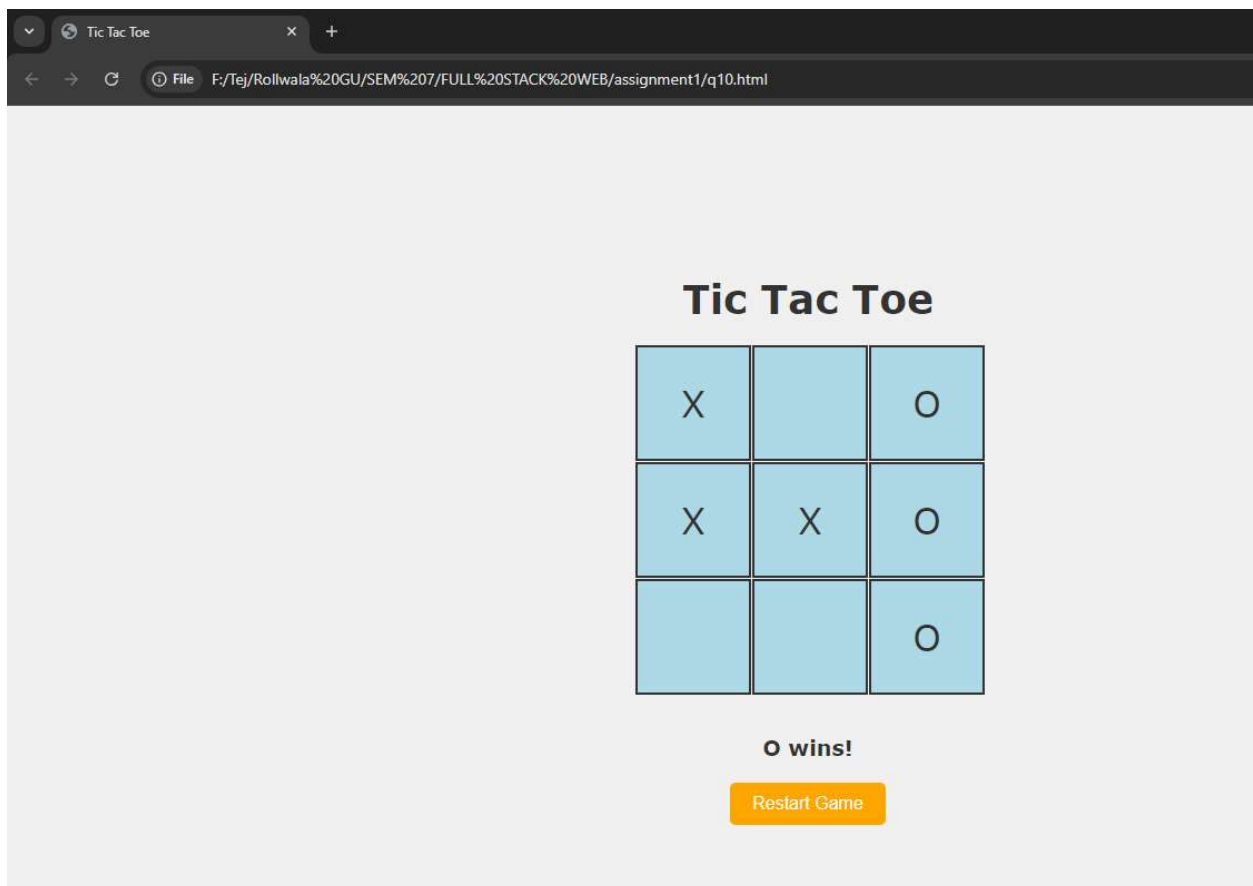 Tic Tac Toe
File F:/Tej/Rollwala%20GU/SEM%207/FULL%20STACK%20WEB/assignment1/q10.html
Tic Tac Toe
X O
X X O
O
O wins!
Restart Game